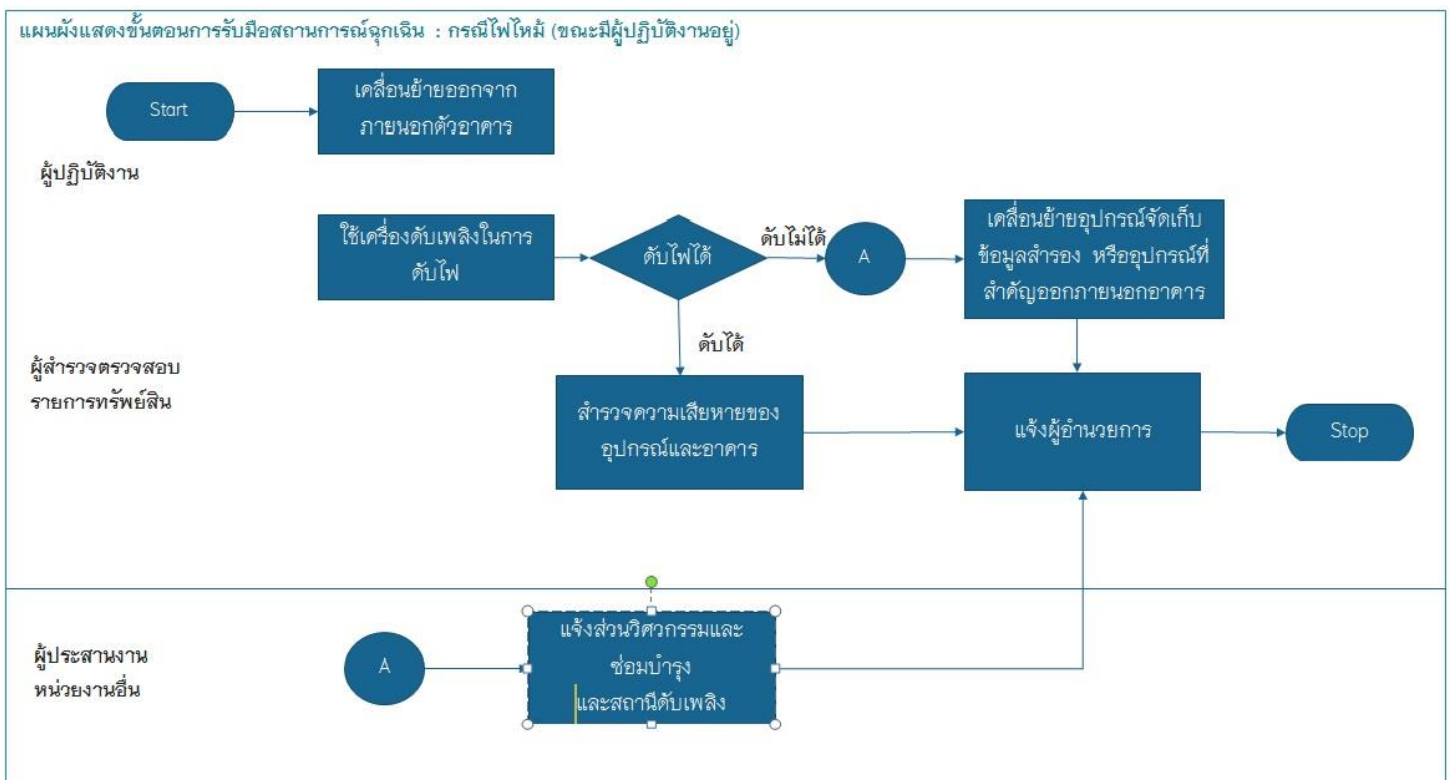 แผนผังแสดงขั้นตอนการรับมือสถานการณ์ฉุกเฉิน : กรณีไฟไหม้ (ขณะมีผู้ปฏิบัติงานอยู่)
Start
เคลื่อนย้ายออกจาก
ภายนอกตัวอาคาร
ผู้ปฏิบัติงาน
ใช้เครื่องดับเพลิงในการ
ดับไฟ
ดับไฟได้
ดับไม่ได้
A
เคลื่อนย้ายอุปกรณ์จัดเก็บ
ข้อมูลสำรอง หรืออุปกรณ์ที่
สำคัญออกภายนอกอาคาร
ดับได้
ผู้สำรวจตรวจสอบ
รายการทรัพย์สิน
สำรวจความเสียหายของ
อุปกรณ์และอาคาร
แจ้งผู้อำนวยการ
Stop
ผู้ประสานงาน
หน่วยงานอื่น
A
แจ้งส่วนวิศวกรรมและ
ซ่อมบำรุง
และสถานีดับเพลิง